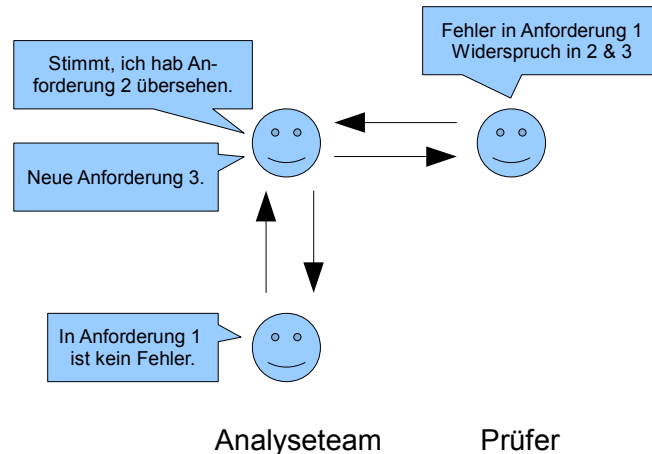 Stimmt, ich hab An-
forderung 2 übersehen.
Fehler in Anforderung 1
Widerspruch in 2 & 3
Neue Anforderung 3.
In Anforderung 1
ist kein Fehler.
Analyseteam
Prüfer